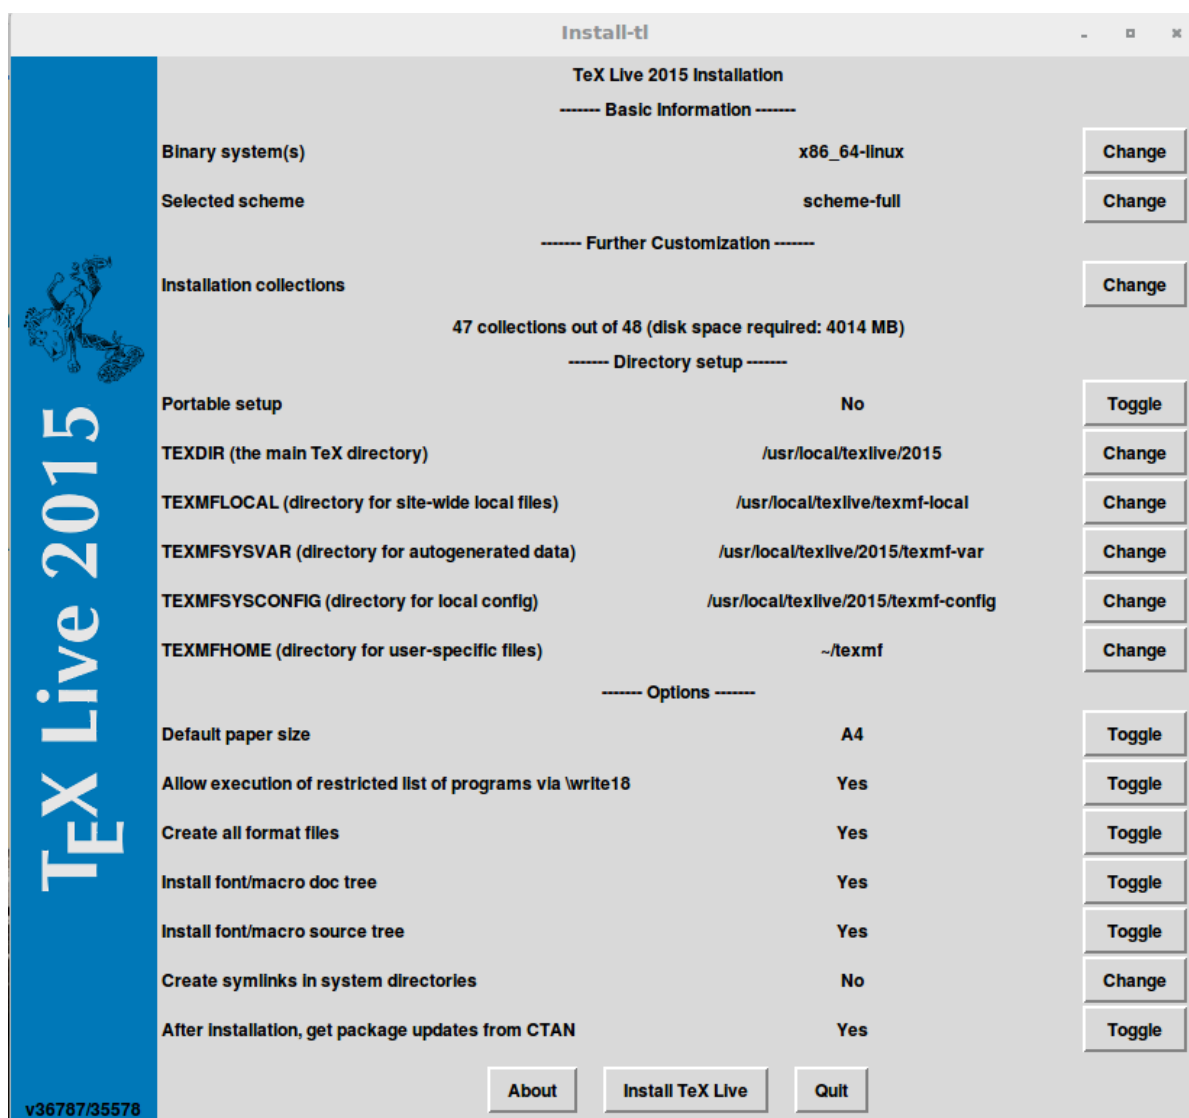 Install-tl
TeX Live 2015 Installation
------- Basic Information -------
Binary system(s) x86_64-linux Change
Selected scheme scheme-full Change
------- Further Customization -------
Installation collections Change
47 collections out of 48 (disk space required: 4014 MB)
------- Directory setup -------
Portable setup No Toggle
TEXDIR (the main TeX directory) /usr/local/texlive/2015 Change
TEXMFLOCAL (directory for site-wide local files) /usr/local/texlive/texmf-local Change
TEXMFSYSVAR (directory for autogenerated data) /usr/local/texlive/2015/texmf-var Change
TEXMFSYSCONFIG (directory for local config) /usr/local/texlive/2015/texmf-config Change
TEXMFHOME (directory for user-specific files) ~/texmf Change
------- Options -------
Default paper size A4 Toggle
Allow execution of restricted list of programs via \write18 Yes Toggle
Create all format files Yes Toggle
Install font/macro doc tree Yes Toggle
Install font/macro source tree Yes Toggle
Create symlinks in system directories No Change
After installation, get package updates from CTAN Yes Toggle
About Install TeX Live Quit
TEX Live 2015
v36787/35578